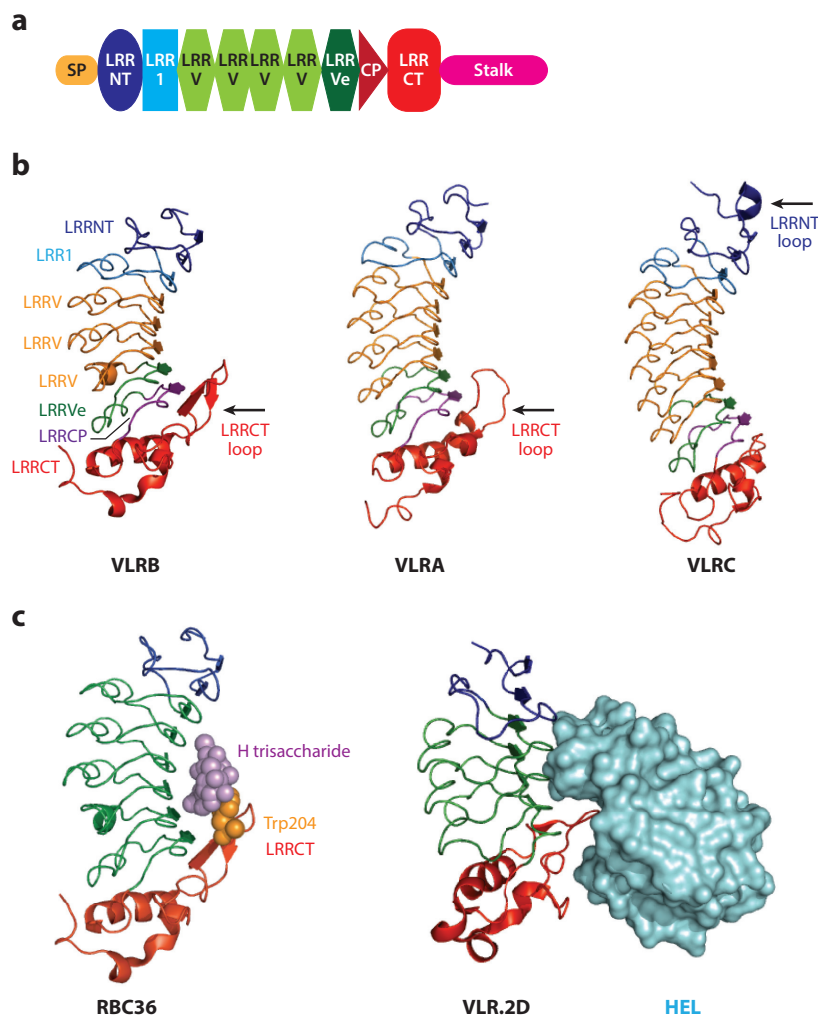 a
SP
LRR
NT
LRR
1
LRR
V
LRR
V
LRR
V
LRR
V
LRR
Ve
CP
LRR
CT
Stalk
b
LRRNT
LRR1
LRRV
LRRV
LRRV
LRRVe
LRRCP
LRRCT
LRRCT
loop
VLRB
LRRCT
loop
VLRA
LRRNT
loop
VLRC
c
H trisaccharide
Trp204
LRRCT
RBC36
VLR.2D
HEL